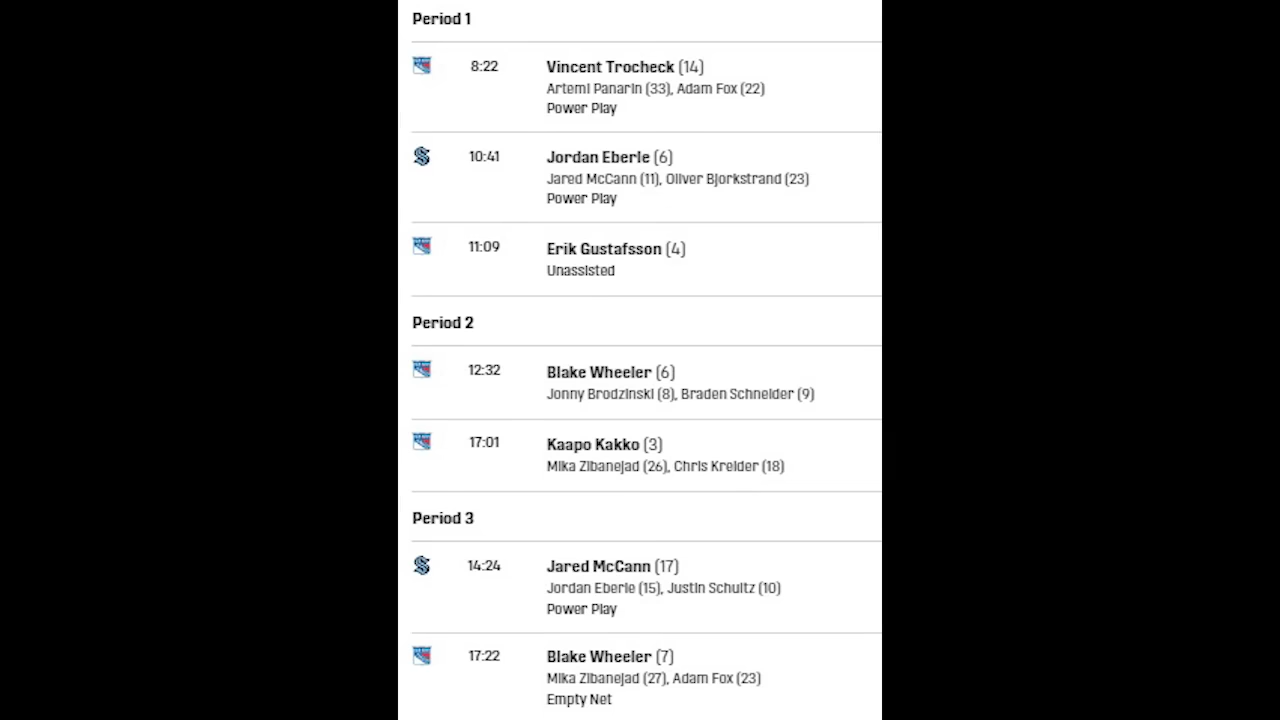 Period 1
8:22 Vincent Trocheck (14)
Artemi Panarin (33), Adam Fox (22)
Power Play
10:41 Jordan Eberle (6)
Jared McCann (11), Oliver Bjorkstrand (23)
Power Play
11:09 Erik Gustafsson (4)
Unassisted
Period 2
12:32 Blake Wheeler (6)
Jonny Brodzinski (8), Braden Schneider (9)
17:01 Kaapo Kakko (3)
Mika Zibanejad (26), Chris Kreider (18)
Period 3
14:24 Jared McCann (17)
Jordan Eberle (15), Justin Schultz (10)
Power Play
17:22 Blake Wheeler (7)
Mika Zibanejad (27), Adam Fox (23)
Empty Net